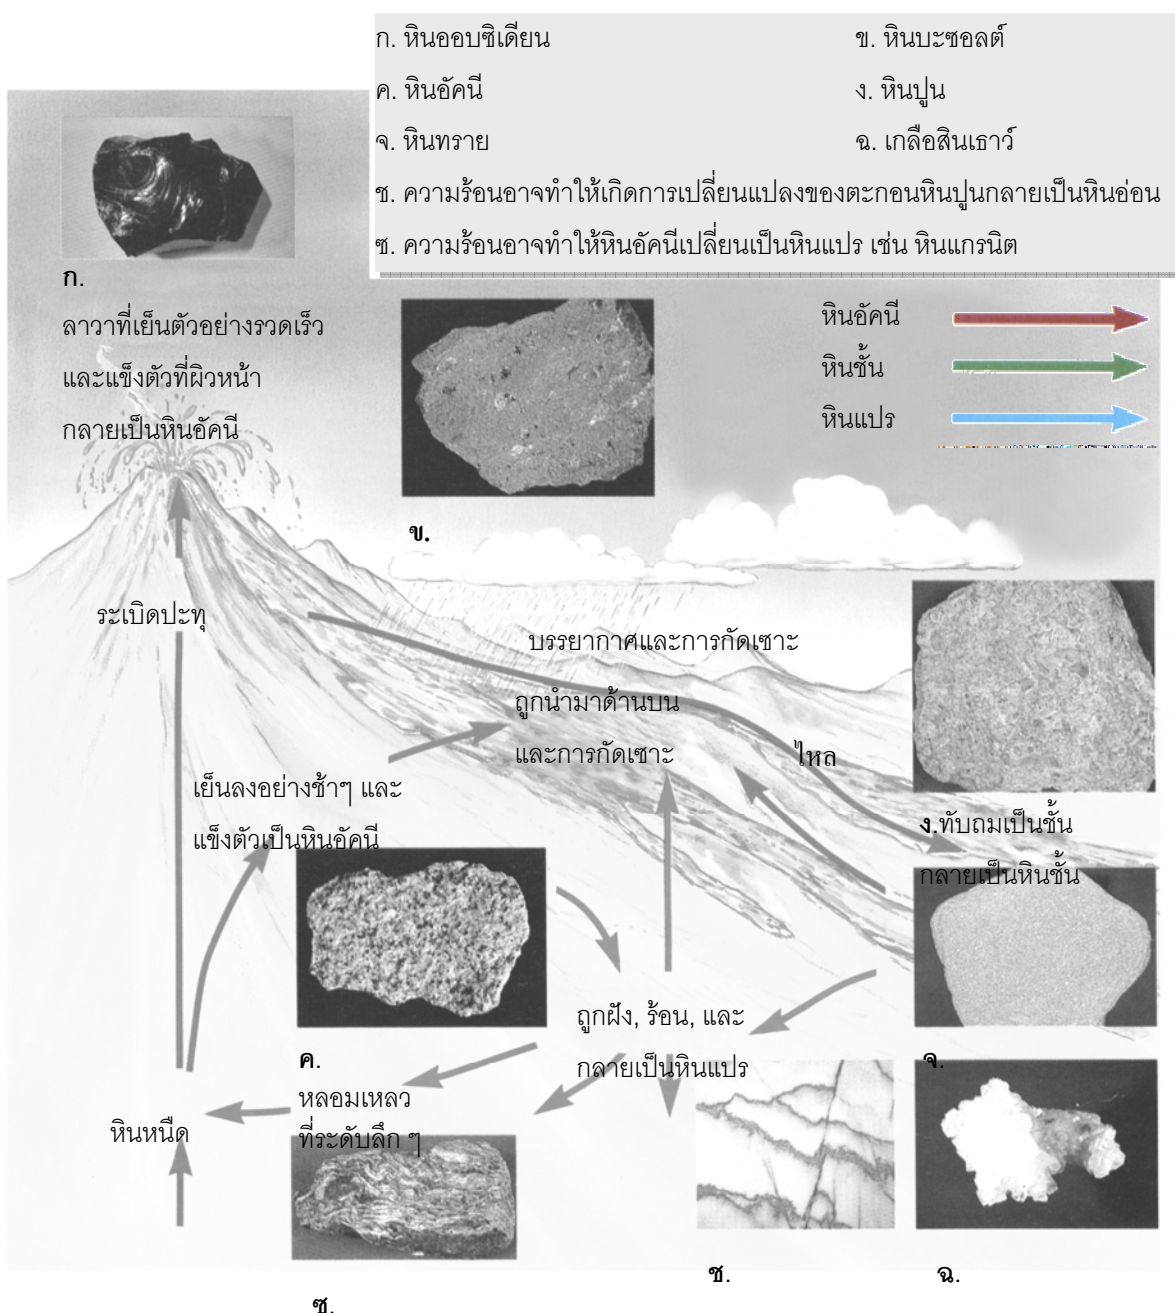 ก. หินออบซิเดียน ข. หินบะซอลต์
ค. หินอัคนี ง. หินปูน
จ. หินทราย ฉ. เกลือสินเธาว์
ช. ความร้อนอาจทำให้เกิดการเปลี่ยนแปลงของตะกอนหินปูนกลายเป็นหินอ่อน
ซ. ความร้อนอาจทำให้หินอัคนีเปลี่ยนเป็นหินแปร เช่น หินแกรนิต
ก.
ลาวาที่เย็นตัวอย่างรวดเร็ว
และแข็งตัวที่ผิวหน้า
กลายเป็นหินอัคนี
หินอัคนี
หินชั้น
หินแปร
ข.
ระเบิดปะทุ
บรรยากาศและการกัดเซาะ
ถูกนำมาด้านบน
และการกัดเซาะ
ไหล
เย็นลงอย่างช้าๆ และ
แข็งตัวเป็นหินอัคนี
ง.ทับถมเป็นชั้น
กลายเป็นหินชั้น
ถูกฝัง, ร้อน, และ
กลายเป็นหินแปร
ค.
จ.
หลอมเหลว
ที่ระดับลึก ๆ
หินหนืด
ช.
ฉ.
ซ.